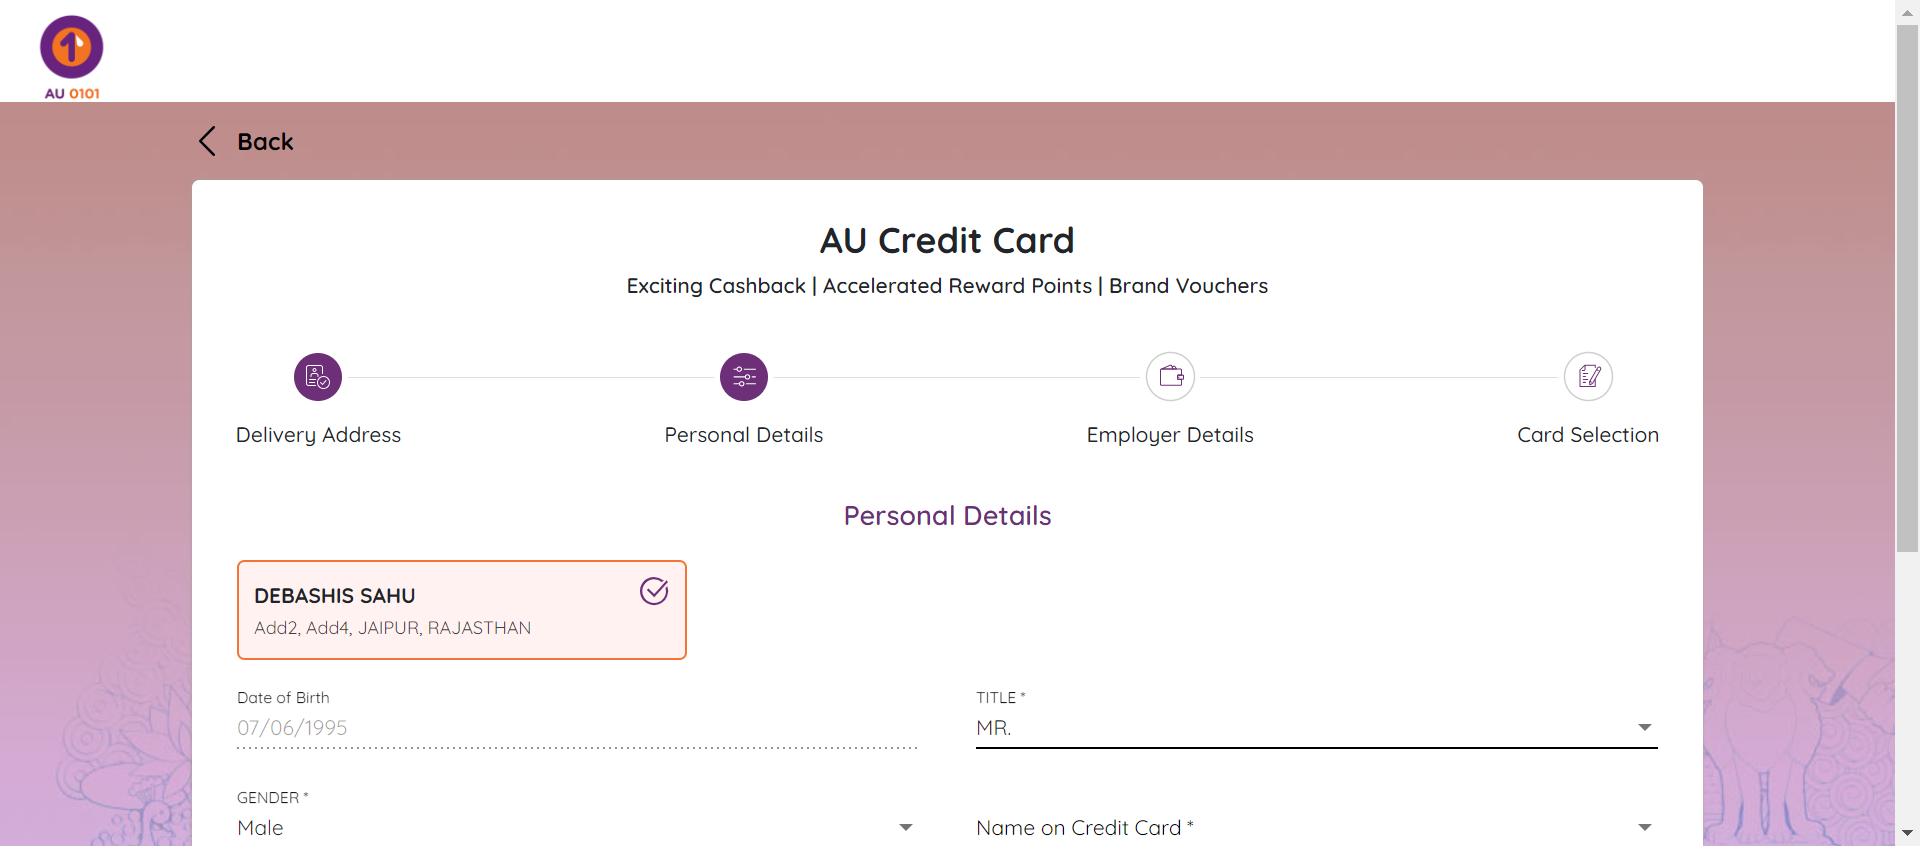 AU 0101
Back
AU Credit Card
Exciting Cashback | Accelerated Reward Points | Brand Vouchers
Delivery Address
Personal Details
Employer Details
Card Selection
Personal Details
DEBASHIS SAHU
Add2, Add4, JAIPUR, RAJASTHAN
Date of Birth
07/06/1995
TITLE *
MR.
GENDER *
Male
Name on Credit Card *